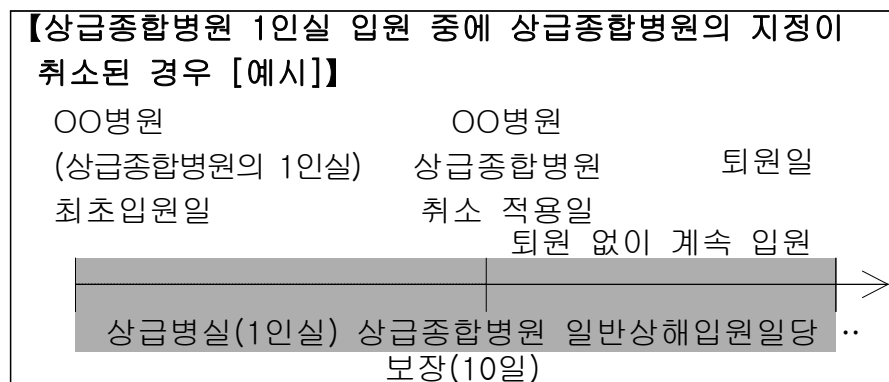 【상급종합병원 1인실 입원 중에 상급종합병원의 지정이
취소된 경우 [예시]】
OO병원
(상급종합병원의 1인실)
최초입원일
OO병원
상급종합병원
취소 적용일
퇴원일
퇴원 없이 계속 입원
상급병실(1인실) 상급종합병원 일반상해입원일당 ‥
보장(10일)